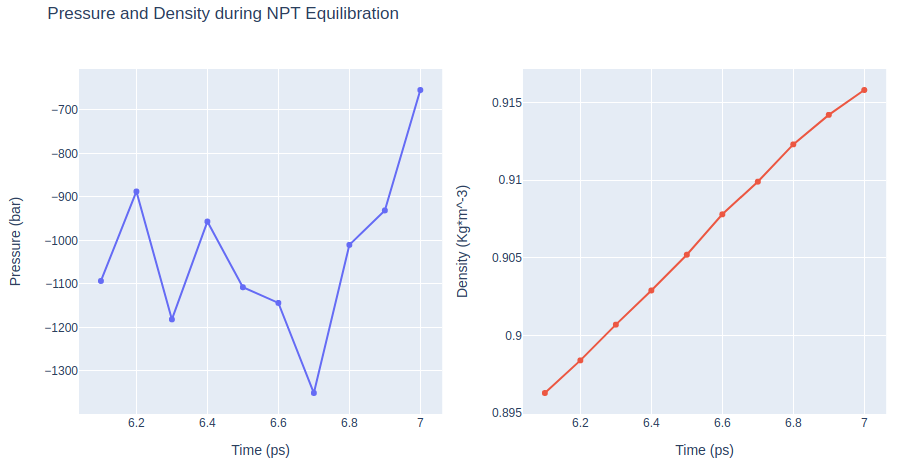 Pressure and Density during NPT Equilibration
Pressure (bar)
−700
−800
−900
−1000
−1100
−1200
−1300
6.2 6.4 6.6 6.8 7
Time (ps)
Density (Kg*m^-3)
0.915
0.91
0.905
0.9
0.895
6.2 6.4 6.6 6.8 7
Time (ps)